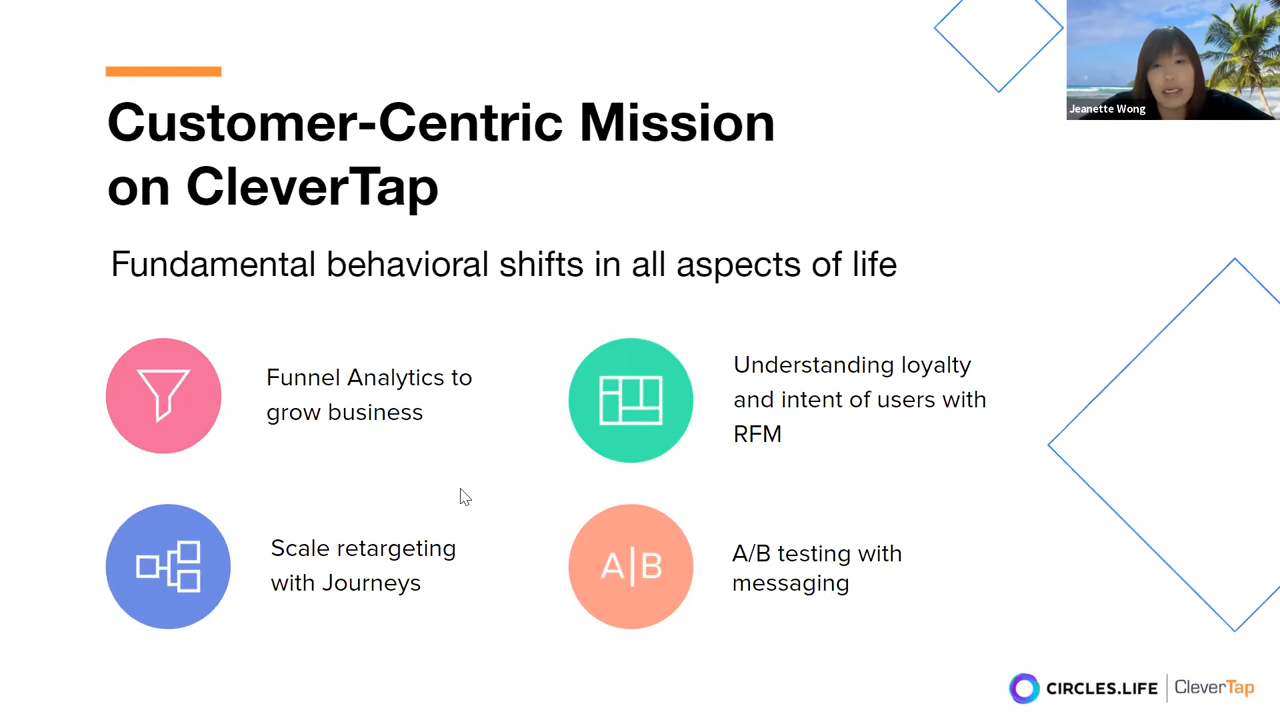 Jeanette Wong
Customer-Centric Mission
on CleverTap
Fundamental behavioral shifts in all aspects of life
Funnel Analytics to
grow business
Understanding loyalty
and intent of users with
RFM
Scale retargeting
with Journeys
A|B
A/B testing with
messaging
CIRCLES.LIFE | CleverTap